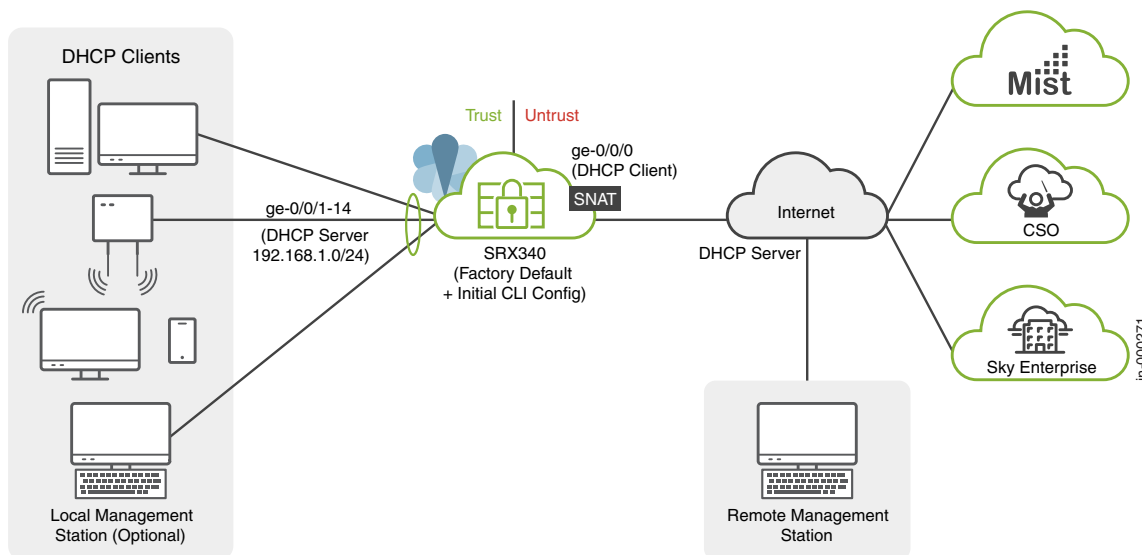 DHCP Clients
ge-0/0/1-14
(DHCP Server
192.168.1.0/24)
Local Management
Station (Optional)
Trust
Untrust
ge-0/0/0
(DHCP Client)
SNAT
SRX340
(Factory Default
+ Initial CLI Config)
Internet
DHCP Server
Remote Management
Station
Mist
CSO
Sky Enterprise
jn-000271